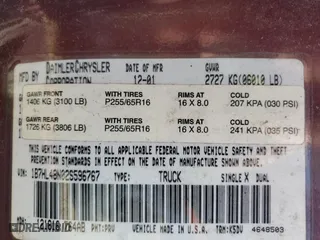 MFD BY DAIMLERCHRYSLER CORPORATION DATE OF MFR 12-01 GVWR 2727 KG(06010 LB)
GAWR FRONT WITH TIRES RIMS AT COLD
1406 KG (3100 LB) P255/65R16 16 X 8.0 207 KPA (030 PSI)
GAWR REAR WITH TIRES RIMS AT COLD
1726 KG (3806 LB) P255/65R16 16 X 8.0 241 KPA (035 PSI)
THIS VEHICLE CONFORMS TO ALL APPLICABLE FEDERAL MOTOR VEHICLE SAFETY AND
THEFT PREVENTION STANDARDS IN EFFECT ON THE DATE OF MANUFACTURE SHOWN ABOVE.
VIN: TYPE: TRUCK SINGLE X DUAL
PNT: VEHICLE MADE IN U.S.A. TRM: 4648503